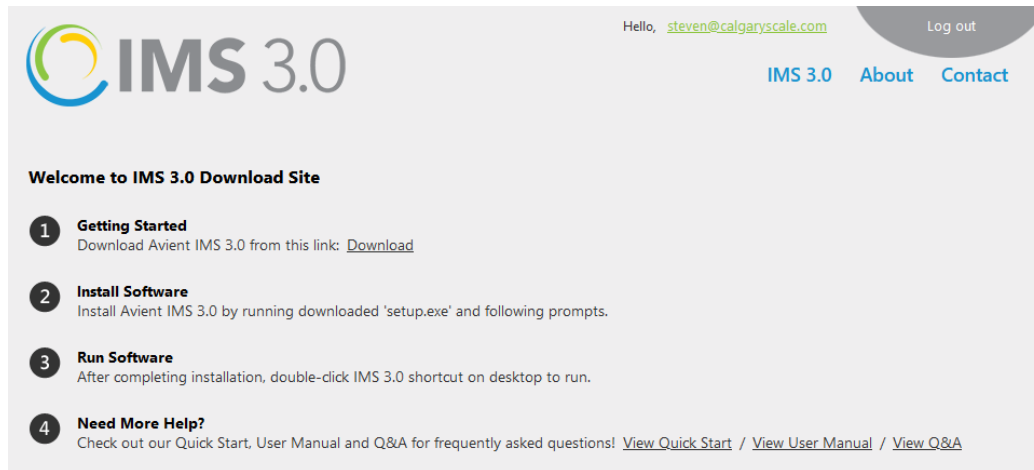 Hello, steven@calgaryscale.com Log out
IMS 3.0
IMS 3.0 About Contact
Welcome to IMS 3.0 Download Site
1 Getting Started
Download Avient IMS 3.0 from this link: Download
2 Install Software
Install Avient IMS 3.0 by running downloaded 'setup.exe' and following prompts.
3 Run Software
After completing installation, double-click IMS 3.0 shortcut on desktop to run.
4 Need More Help?
Check out our Quick Start, User Manual and Q&A for frequently asked questions! View Quick Start / View User Manual / View Q&A